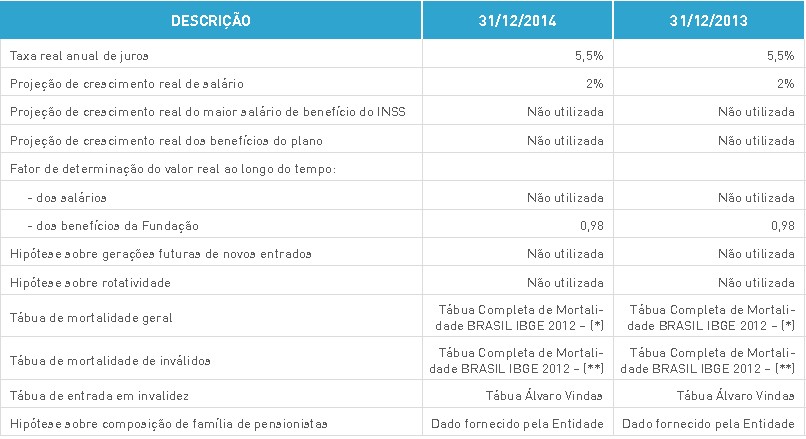 DESCRIÇÃO 31/12/2014 31/12/2013
Taxa real anual de juros 5,5% 5,5%
Projeção de crescimento real de salário 2% 2%
Projeção de crescimento real do maior salário de benefício do INSS Não utilizada Não utilizada
Projeção de crescimento real dos benefícios do plano Não utilizada Não utilizada
Fator de determinação do valor real ao longo do tempo:
- dos salários Não utilizada Não utilizada
- dos benefícios da Fundação 0,98 0,98
Hipótese sobre gerações futuras de novos entrados Não utilizada Não utilizada
Hipótese sobre rotatividade Não utilizada Não utilizada
Tábua de mortalidade geral Tábua Completa de Mortali- Tábua Completa de Mortali-
dade BRASIL IBGE 2012 – (*) dade BRASIL IBGE 2012 – (*)
Tábua de mortalidade de inválidos Tábua Completa de Mortali- Tábua Completa de Mortali-
dade BRASIL IBGE 2012 – (**) dade BRASIL IBGE 2012 – (**)
Tábua de entrada em invalidez Tábua Álvaro Vindas Tábua Álvaro Vindas
Hipótese sobre composição de família de pensionistas Dado fornecido pela Entidade Dado fornecido pela Entidade